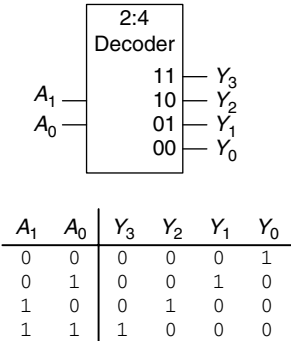 2:4
Decoder
11 Y3
A1 10 Y2
A0 01 Y1
00 Y0
A1 A0 Y3 Y2 Y1 Y0
0 0 0 0 0 1
0 1 0 0 1 0
1 0 0 1 0 0
1 1 1 0 0 0